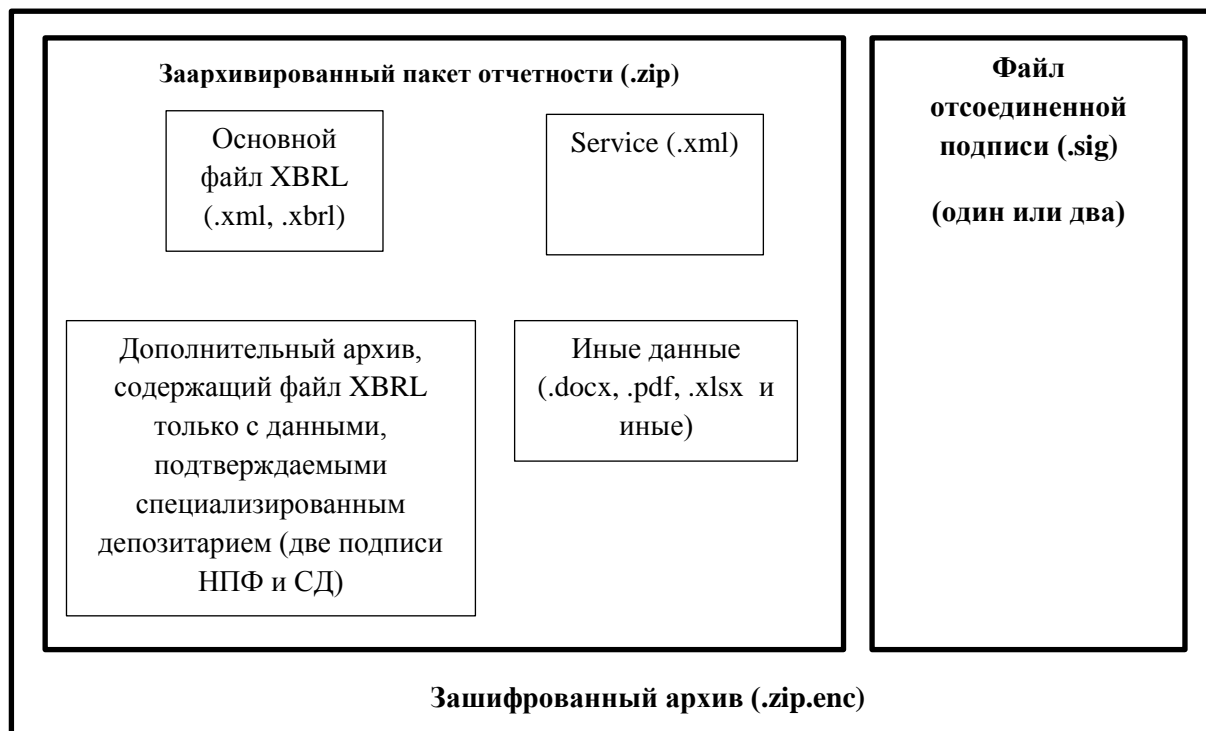 Заархивированный пакет отчетности (.zip)
Основной
файл XBRL
(.xml, .xbrl)
Service (.xml)
Дополнительный архив,
содержащий файл XBRL
только с данными,
подтверждаемыми
специализированным
депозитарием (две подписи
НПФ и СД)
Иные данные
(.docx, .pdf, .xlsx и
иные)
Файл
отсоединенной
подписи (.sig)
(один или два)
Зашифрованный архив (.zip.enc)